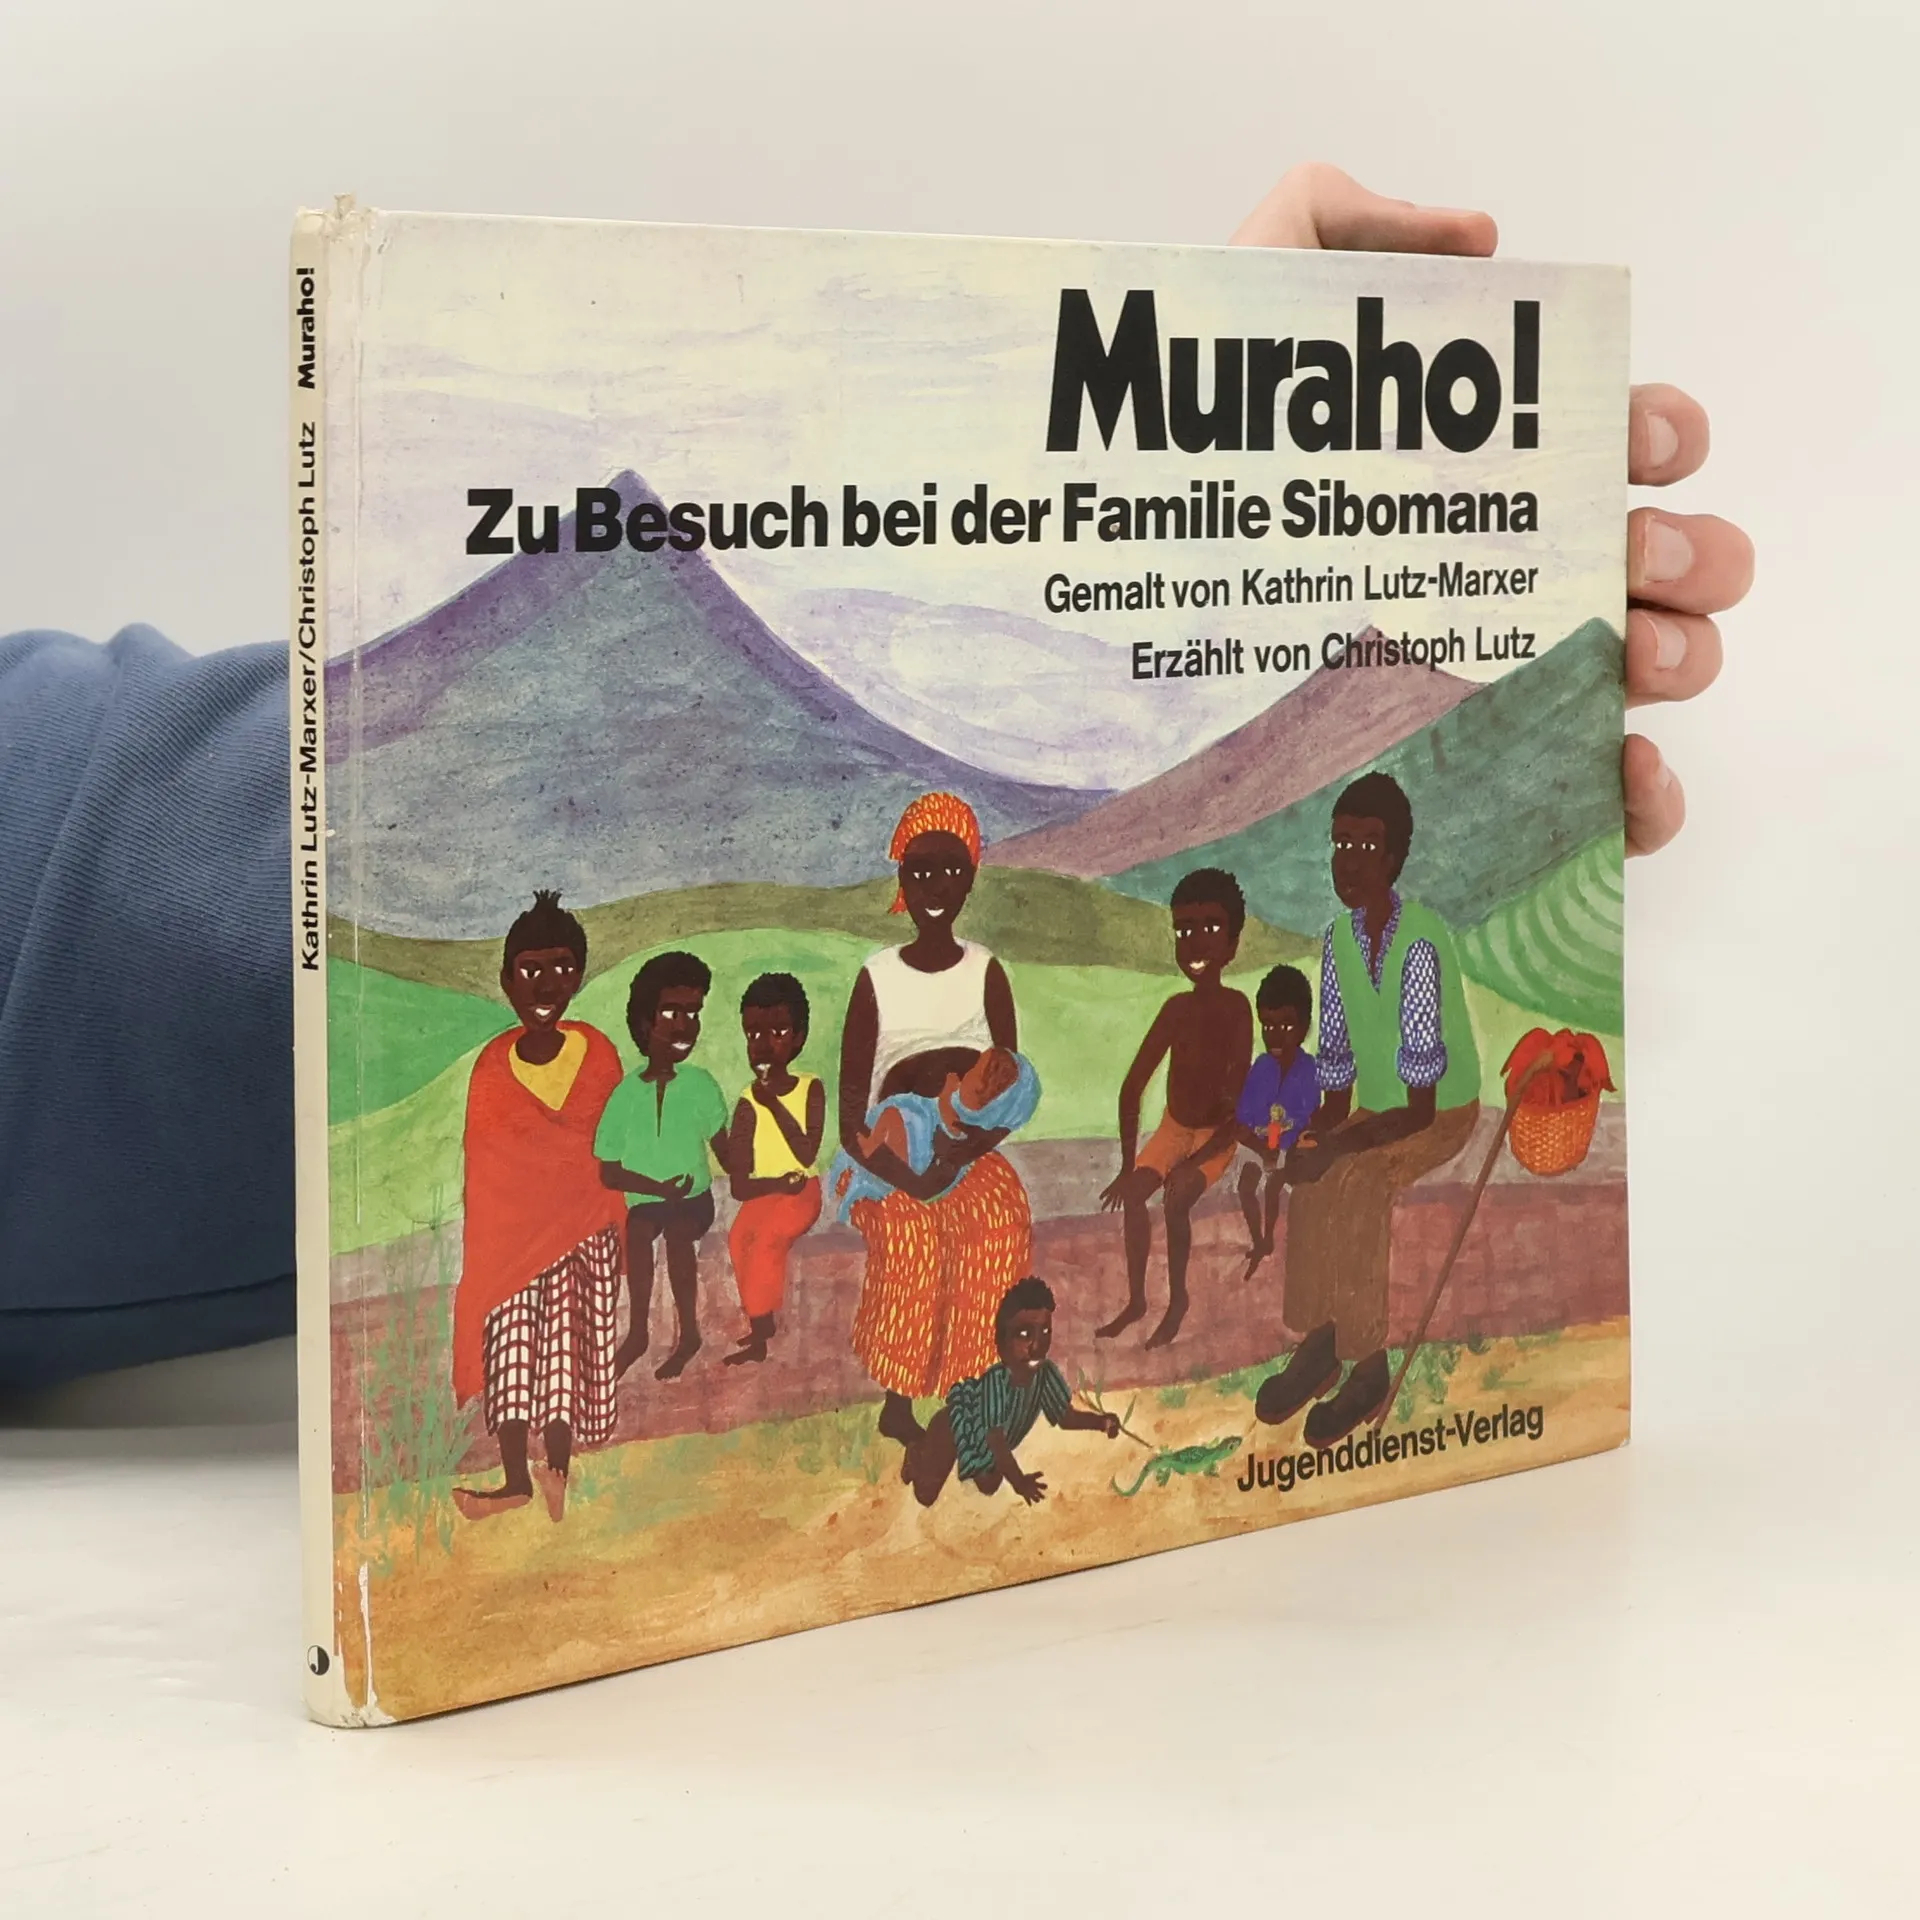 Muraho!
Zu Besuch bei der Familie Sibomana
Gemalt von Kathrin Lutz-Marxer
Erzählt von Christoph Lutz
Jugenddienst-Verlag
Kathrin Lutz-Marxer/Christoph Lutz Muraho!